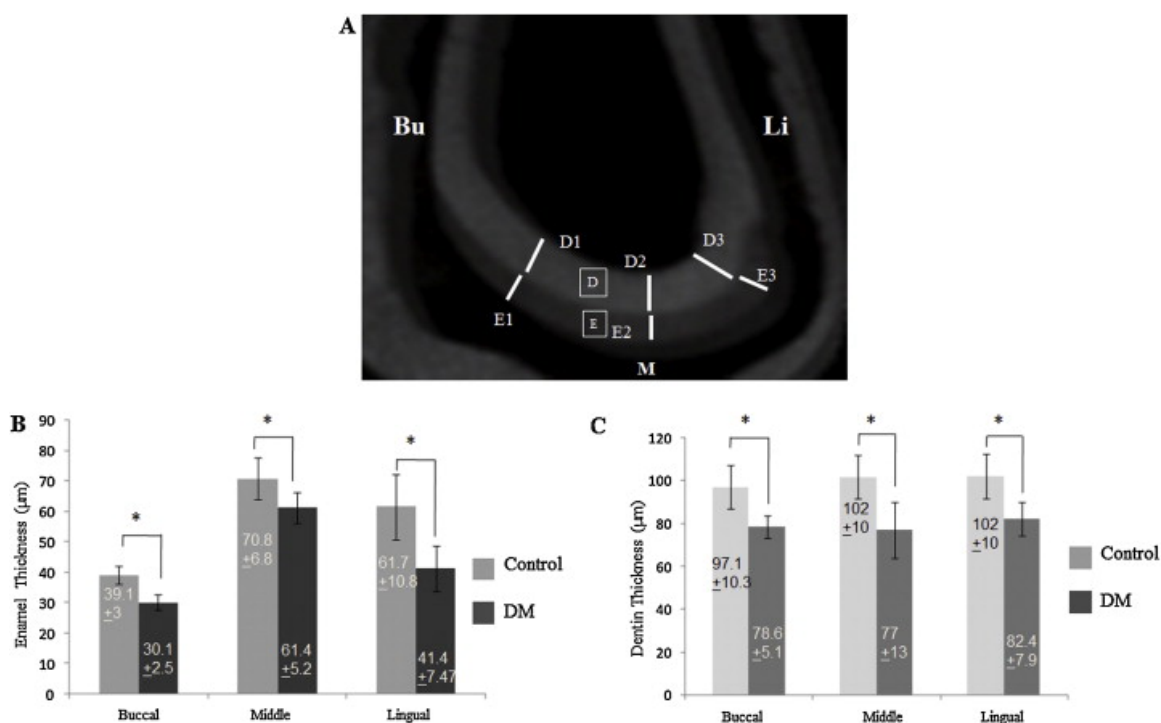 A
Bu
Li
D1
D2
D3
E3
D
E
E1
E2
M
B
Enamel Thickness (μm)
90
80
70
60
50
40
30
20
10
0
*
*
*
39.1
±3
30.1
±2.5
70.8
±6.8
61.4
±5.2
61.7
±10.8
41.4
±7.47
Buccal
Middle
Lingual
Control
DM
C
Dentin Thickness (μm)
120
100
80
60
40
20
0
*
*
*
97.1
±10.3
78.6
±5.1
102
±10
77
±13
102
±10
82.4
±7.9
Buccal
Middle
Lingual
Control
DM